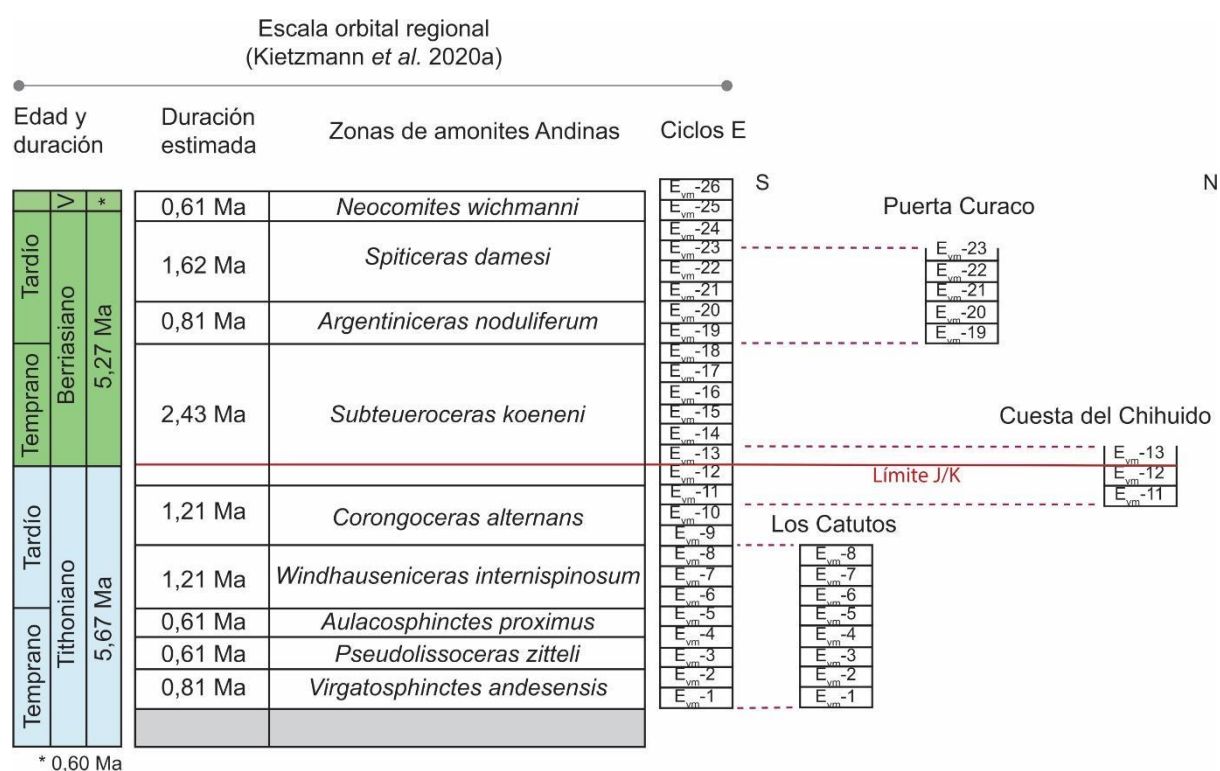 Escala orbital regional
(Kietzmann et al. 2020a)
Edad y
duración
Duración
estimada
Zonas de amonites Andinas
Ciclos E
S
N
Tardío
Temprano
Tardío
Temprano
V
Berriasiano
Tithoniano
*
5,27 Ma
5,67 Ma
* 0,60 Ma
0,61 Ma Neocomites wichmanni
1,62 Ma Spiticeras damesi
0,81 Ma Argentiniceras noduliferum
2,43 Ma Subteueroceras koeneni
1,21 Ma Corongoceras alternans
1,21 Ma Windhauseniceras internispinosum
0,61 Ma Aulacosphinctes proximus
0,61 Ma Pseudolissoceras zitteli
0,81 Ma Virgatosphinctes andesensis
Evm-26
Evm-25
Evm-24
Evm-23
Evm-22
Evm-21
Evm-20
Evm-19
Evm-18
Evm-17
Evm-16
Evm-15
Evm-14
Evm-13
Evm-12
Evm-11
Evm-10
Evm-9
Evm-8
Evm-7
Evm-6
Evm-5
Evm-4
Evm-3
Evm-2
Evm-1
Puerta Curaco
Evm-23
Evm-22
Evm-21
Evm-20
Evm-19
Cuesta del Chihuido
Evm-13
Evm-12
Evm-11
Límite J/K
Los Catutos
Evm-8
Evm-7
Evm-6
Evm-5
Evm-4
Evm-3
Evm-2
Evm-1